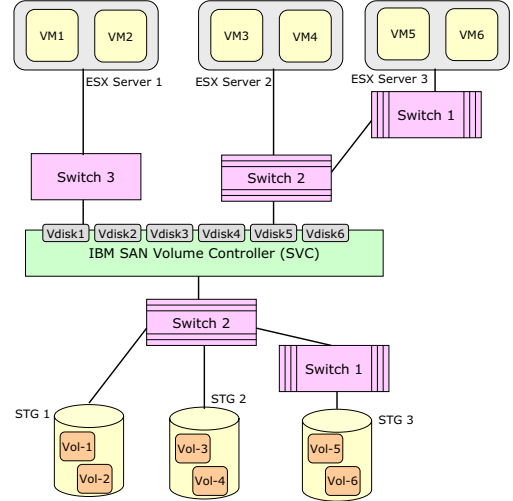 VM1
VM2
VM3
VM4
VM5
VM6
ESX Server 1
ESX Server 2
ESX Server 3
Switch 1
Switch 3
Switch 2
Vdisk1
Vdisk2
Vdisk3
Vdisk4
Vdisk5
Vdisk6
IBM SAN Volume Controller (SVC)
Switch 2
Switch 1
STG 1
STG 2
STG 3
Vol-1
Vol-2
Vol-3
Vol-4
Vol-5
Vol-6